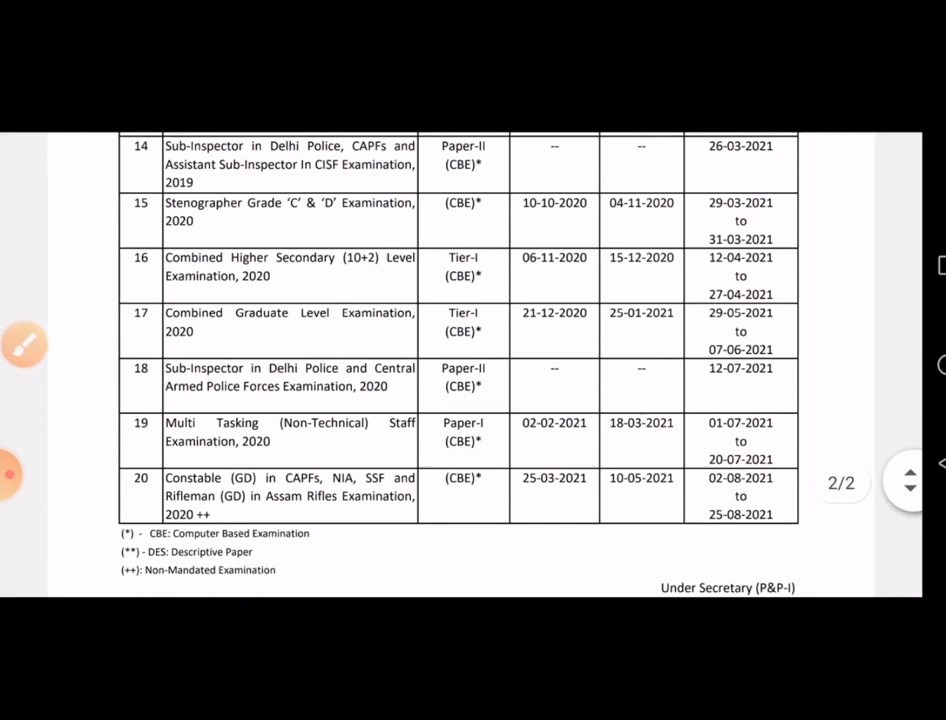 14 Sub-Inspector in Delhi Police, CAPFs and Paper-II -- -- 26-03-2021
Assistant Sub-Inspector In CISF Examination, (CBE)*
2019
15 Stenographer Grade ‘C’ & ‘D’ Examination, (CBE)* 10-10-2020 04-11-2020 29-03-2021
2020 to
31-03-2021
16 Combined Higher Secondary (10+2) Level Tier-I 06-11-2020 15-12-2020 12-04-2021
Examination, 2020 (CBE)* to
27-04-2021
17 Combined Graduate Level Examination, Tier-I 21-12-2020 25-01-2021 29-05-2021
2020 (CBE)* to
07-06-2021
18 Sub-Inspector in Delhi Police and Central Paper-II -- -- 12-07-2021
Armed Police Forces Examination, 2020 (CBE)*
19 Multi Tasking (Non-Technical) Staff Paper-I 02-02-2021 18-03-2021 01-07-2021
Examination, 2020 (CBE)* to
20-07-2021
20 Constable (GD) in CAPFs, NIA, SSF and (CBE)* 25-03-2021 10-05-2021 02-08-2021
Rifleman (GD) in Assam Rifles Examination, to
2020 ++ 25-08-2021
2/2
(*) - CBE: Computer Based Examination
(**) - DES: Descriptive Paper
(++): Non-Mandated Examination
Under Secretary (P&P-I)